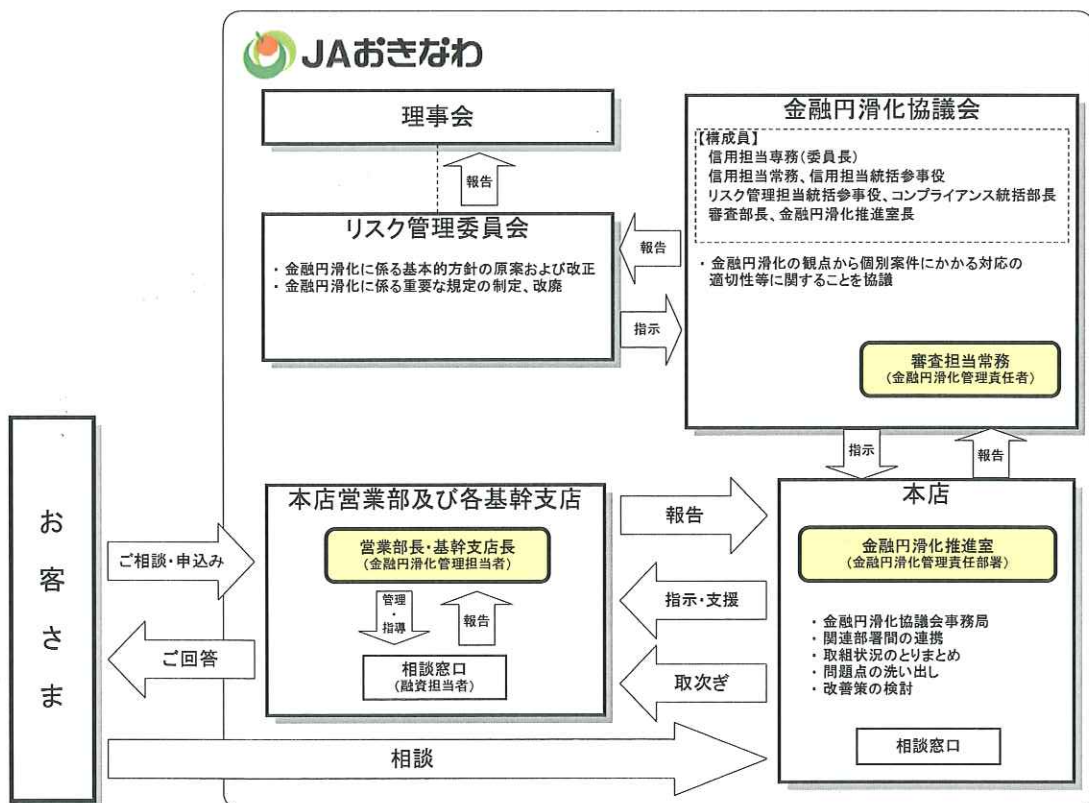 JAおきなわ
理事会
報告
リスク管理委員会
・ 金融円滑化に係る基本的方針の原案および改正
・ 金融円滑化に係る重要な規定の制定、改廃
報告
指示
金融円滑化協議会
【構成員】
信用担当専務(委員長)
信用担当常務、信用担当統括参事役
リスク管理担当統括参事役、コンプライアンス統括部長
審査部長、金融円滑化推進室長
・ 金融円滑化の観点から個別案件にかかる対応の
適切性等に関することを協議
審査担当常務
(金融円滑化管理責任者)
指示
報告
お客さま
ご相談・申込み
ご回答
本店営業部及び各基幹支店
営業部長・基幹支店長
(金融円滑化管理担当者)
管理・指導
報告
相談窓口
(融資担当者)
報告
指示・支援
取次ぎ
相談
本店
金融円滑化推進室
(金融円滑化管理責任部署)
・ 金融円滑化協議会事務局
・ 関連部署間の連携
・ 取組状況のとりまとめ
・ 問題点の洗い出し
・ 改善策の検討
相談窓口